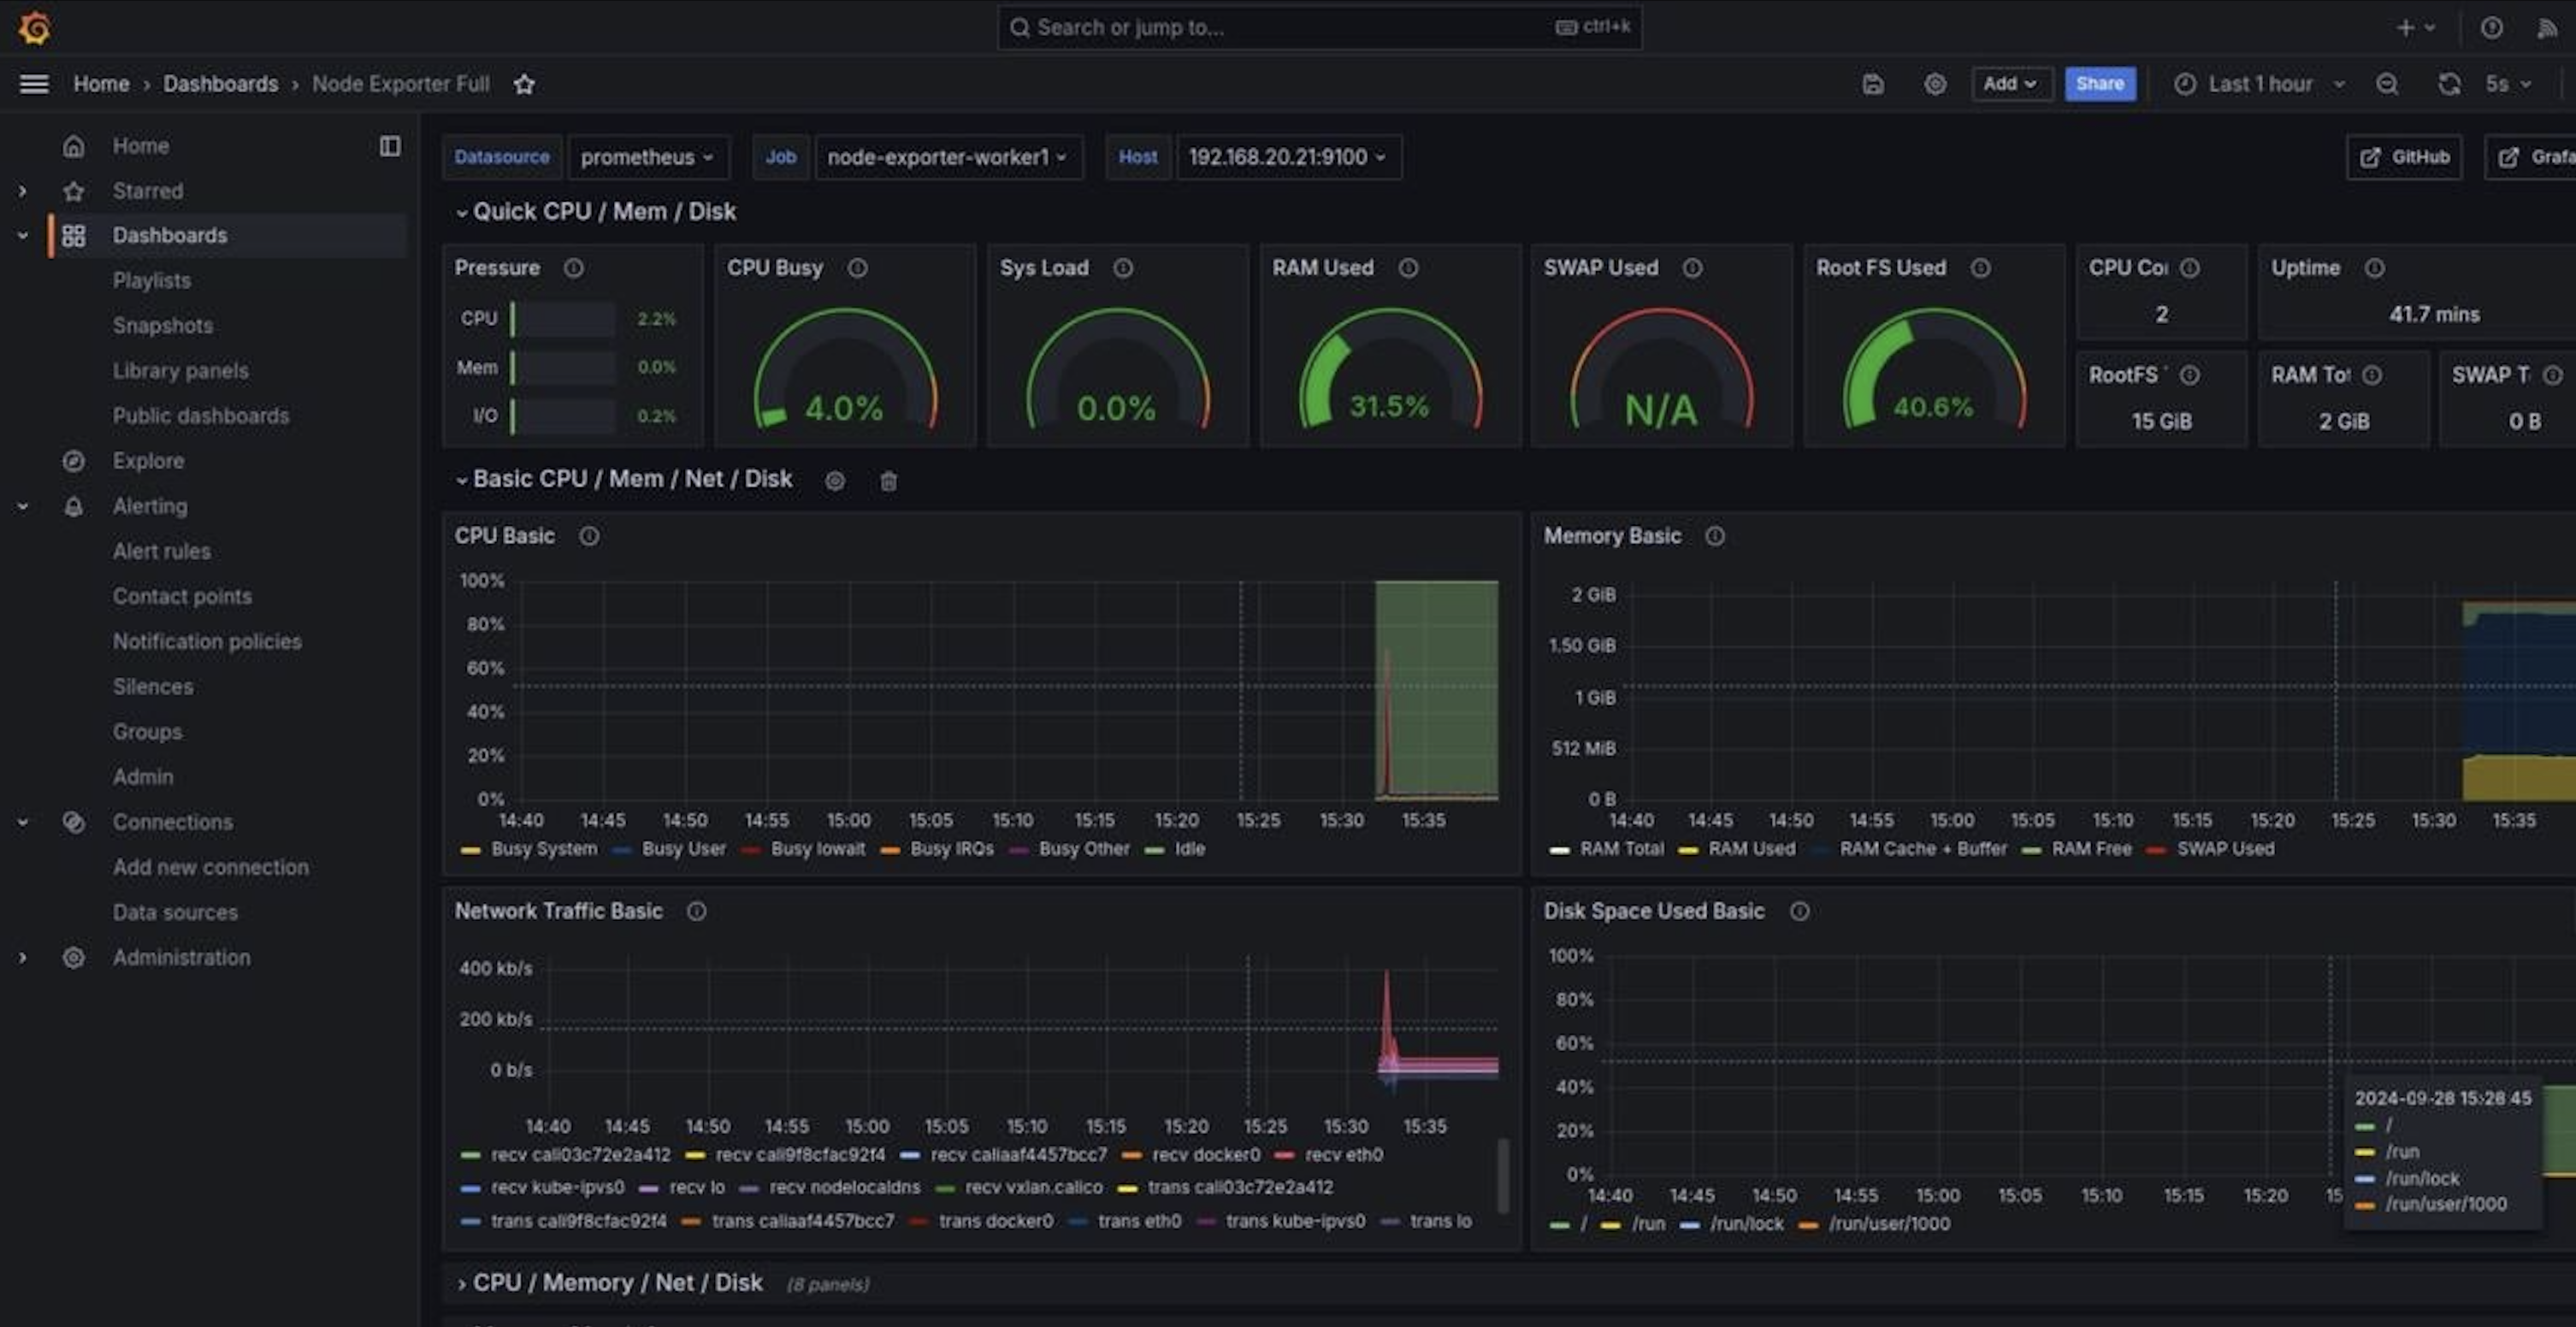 Search or jump to... ctrl+k
Home › Dashboards › Node Exporter Full
Add
Share
Last 1 hour
5s
Home
Starred
Dashboards
Playlists
Snapshots
Library panels
Public dashboards
Explore
Alerting
Alert rules
Contact points
Notification policies
Silences
Groups
Admin
Connections
Add new connection
Data sources
Administration
Datasource prometheus Job node-exporter-worker1 Host 192.168.20.21:9100
GitHub
Grafa
Quick CPU / Mem / Disk
Pressure
CPU 2.2%
Mem 0.0%
I/O 0.2%
CPU Busy
4.0%
Sys Load
0.0%
RAM Used
31.5%
SWAP Used
N/A
Root FS Used
40.6%
CPU Co
2
Uptime
41.7 mins
RootFS
15 GiB
RAM To
2 GiB
SWAP T
0 B
Basic CPU / Mem / Net / Disk
CPU Basic
100%
80%
60%
40%
20%
0%
14:40 14:45 14:50 14:55 15:00 15:05 15:10 15:15 15:20 15:25 15:30 15:35
Busy System Busy User Busy Iowait Busy IRQs Busy Other Idle
Memory Basic
2 GiB
1.50 GiB
1 GiB
512 MiB
0 B
14:40 14:45 14:50 14:55 15:00 15:05 15:10 15:15 15:20 15:25 15:30 15:35
RAM Total RAM Used RAM Cache + Buffer RAM Free SWAP Used
Network Traffic Basic
400 kb/s
200 kb/s
0 b/s
14:40 14:45 14:50 14:55 15:00 15:05 15:10 15:15 15:20 15:25 15:30 15:35
recv cali03c72e2a412 recv cali9f8cfac92f4 recv caliaaf4457bcc7 recv docker0 recv eth0
recv kube-ipvs0 recv lo recv nodelocaldns recv vxlan.calico trans cali03c72e2a412
trans cali9f8cfac92f4 trans caliaaf4457bcc7 trans docker0 trans eth0 trans kube-ipvs0 trans lo
Disk Space Used Basic
100%
80%
60%
40%
20%
0%
14:40 14:45 14:50 14:55 15:00 15:05 15:10 15:15 15:20 15
/ /run /run/lock /run/user/1000
2024-09-28 15:28:45
/
/run
/run/lock
/run/user/1000
CPU / Memory / Net / Disk (8 panels)